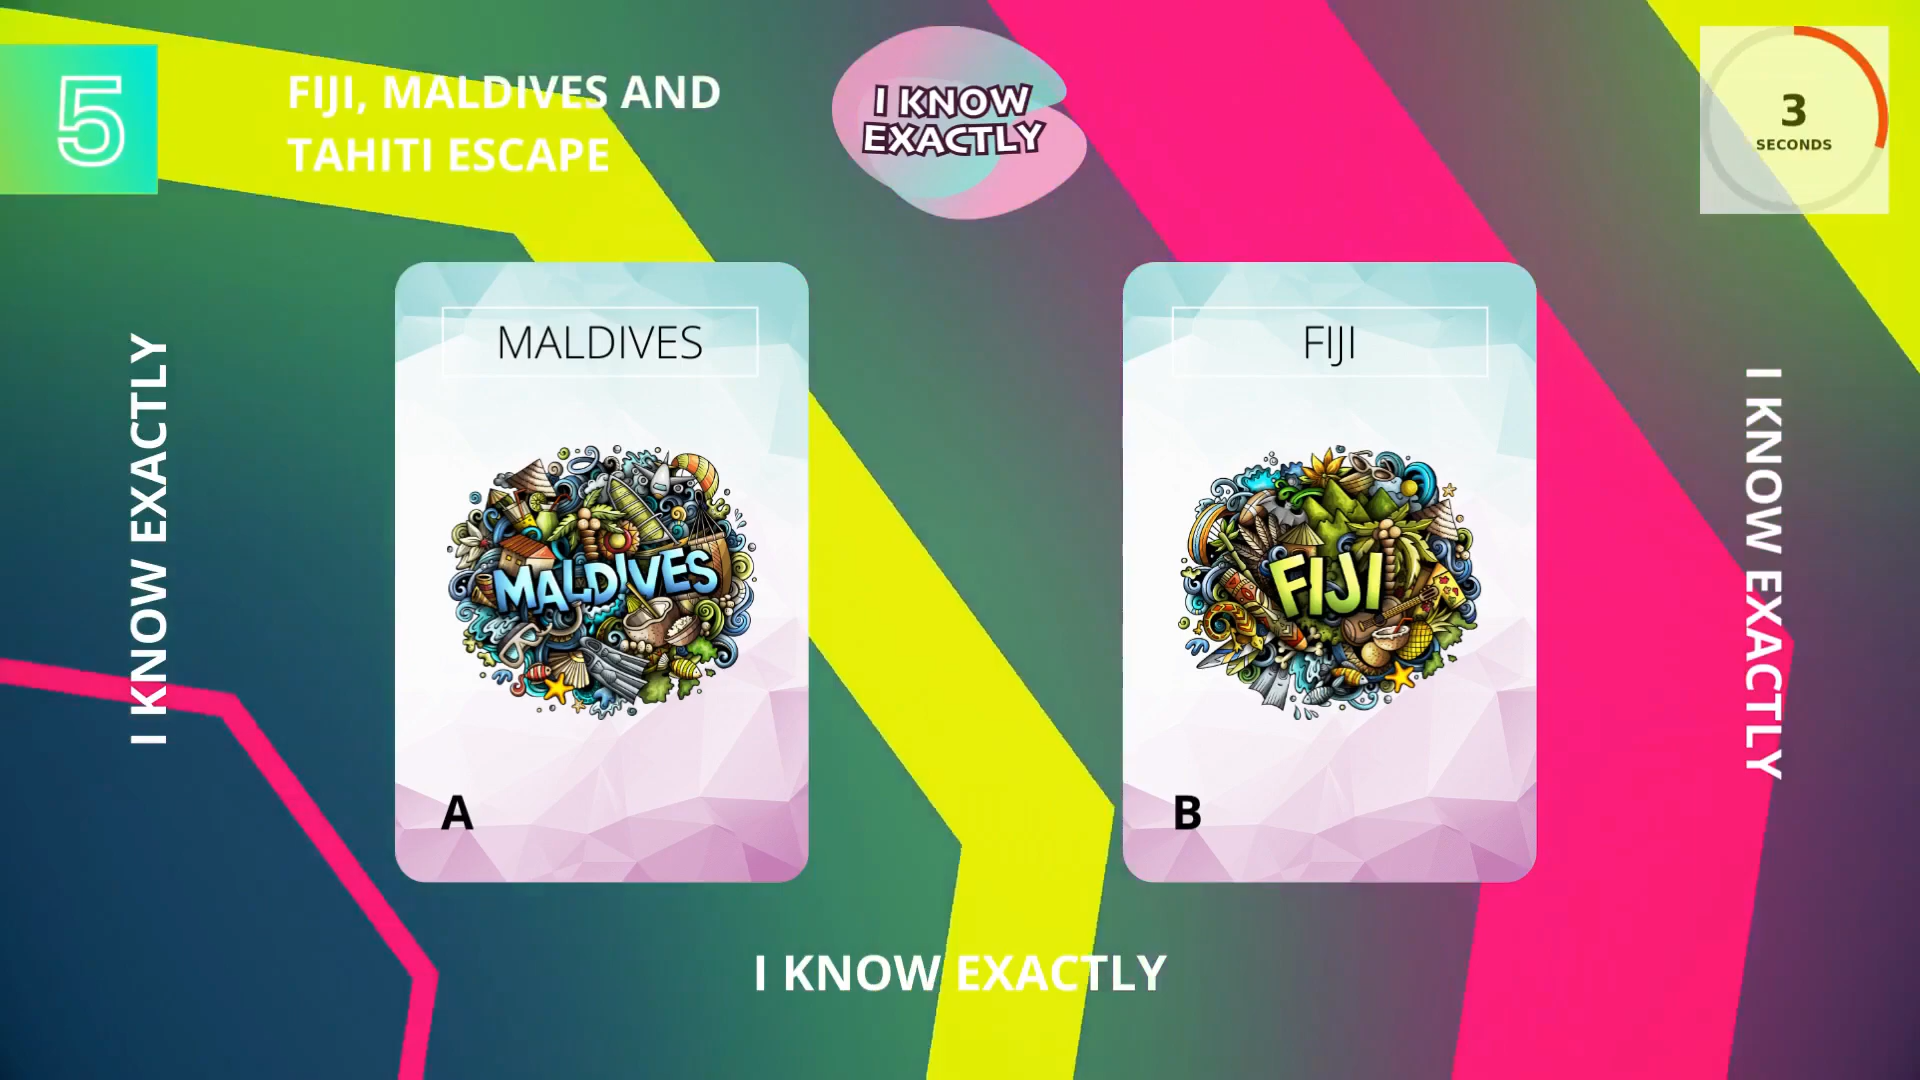 5
FIJI, MALDIVES AND
TAHITI ESCAPE
I KNOW
EXACTLY
3
SECONDS
I KNOW EXACTLY
MALDIVES
MALDIVES
A
FIJI
FIJI
B
I KNOW EXACTLY
I KNOW EXACTLY